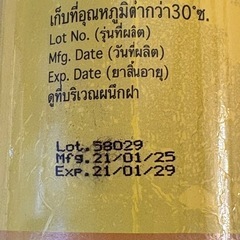 เก็บที่อุณหภูมิต่ำกว่า30°ซ.
Lot No. (รุ่นที่ผลิต)
Mfg. Date (วันที่ผลิต)
Exp. Date (ยาสิ้นอายุ)
ดูที่บริเวณผนึกฝา
Lot.58029
Mfg.21/01/25
Exp.21/01/29